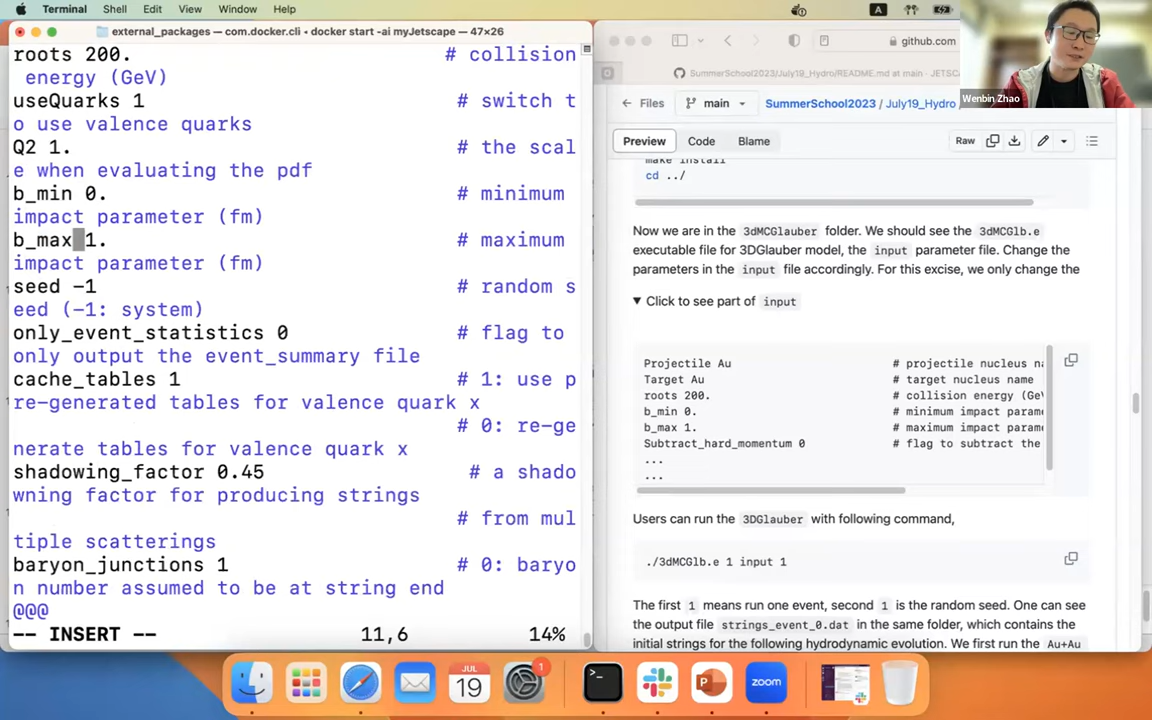 Terminal Shell Edit View Window Help
A
external_packages — com.docker.cli • docker start -ai myJetscape — 47×26
roots 200. # collision
energy (GeV)
useQuarks 1 # switch t
o use valence quarks
Q2 1. # the scal
e when evaluating the pdf
b_min 0. # minimum
impact parameter (fm)
b_max 1. # maximum
impact parameter (fm)
seed -1 # random s
eed (-1: system)
only_event_statistics 0 # flag to
only output the event_summary file
cache_tables 1 # 1: use p
re-generated tables for valence quark x
# 0: re-ge
nerate tables for valence quark x
shadowing_factor 0.45 # a shado
wning factor for producing strings
# from mul
tiple scatterings
baryon_junctions 1 # 0: baryo
n number assumed to be at string end
@@@
-- INSERT -- 11,6 14%
github.com
SummerSchool2023/July19_Hydro/README.md at main · JETSCA
Wenbin Zhao
Files main SummerSchool2023 / July19_Hydro
Preview Code Blame Raw
make install
cd ../
Now we are in the 3dMCGlauber folder. We should see the 3dMCGlb.e
executable file for 3DGlauber model, the input parameter file. Change the
parameters in the input file accordingly. For this excise, we only change the
Click to see part of input
Projectile Au # projectile nucleus na
Target Au # target nucleus name
roots 200. # collision energy (GeV
b_min 0. # minimum impact parame
b_max 1. # maximum impact parame
Subtract_hard_momentum 0 # flag to subtract the
...
...
Users can run the 3DGlauber with following command,
./3dMCGlb.e 1 input 1
The first 1 means run one event, second 1 is the random seed. One can see
the output file strings_event_0.dat in the same folder, which contains the
initial strings for the following hydrodynamic evolution. We first run the Au+Au
JUL
19
1
zoom